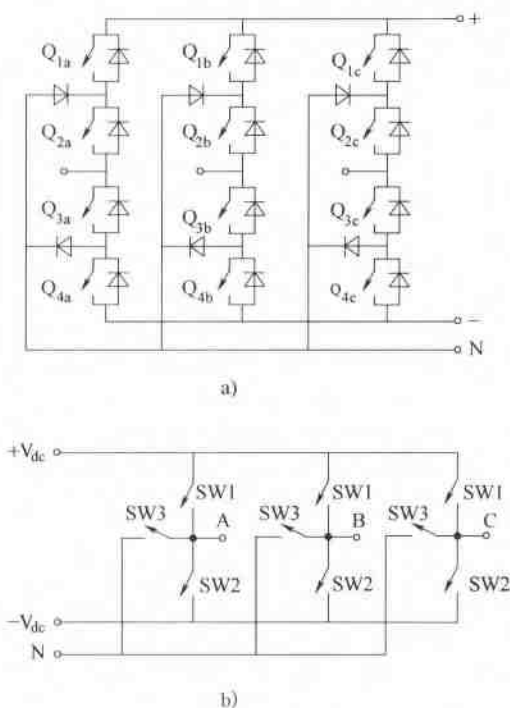 +
Q1a Q1b Q1c
Q2a Q2b Q2c
Q3a Q3b Q3c
Q4a Q4b Q4c
−
N
a)
+Vdc
SW1 SW1 SW1
SW3 A SW3 B SW3 C
SW2 SW2 SW2
−Vdc
N
b)